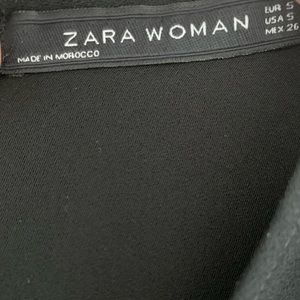 ZARA WOMAN
MADE IN MOROCCO
EUR S
USA S
MEX 26